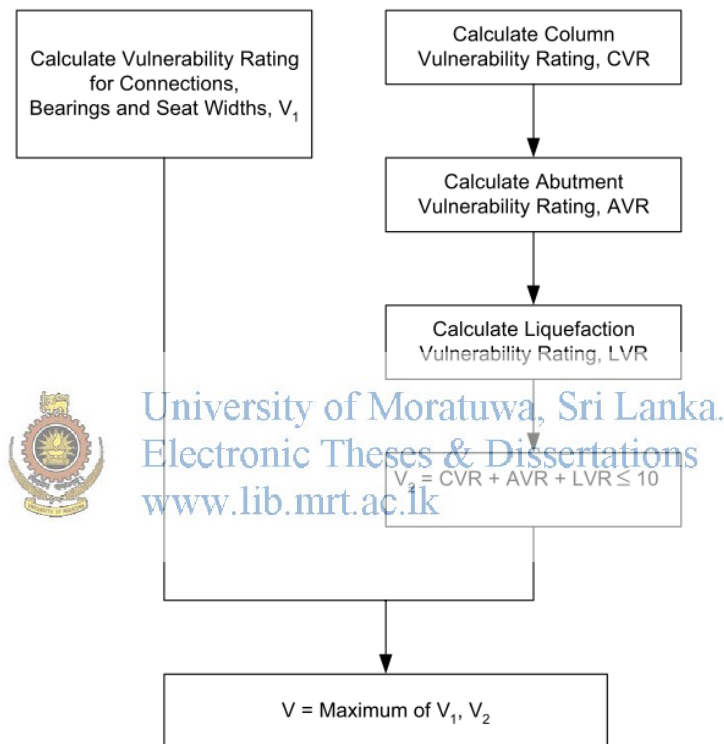 Calculate Vulnerability Rating
for Connections,
Bearings and Seat Widths, V₁
Calculate Column
Vulnerability Rating, CVR
Calculate Abutment
Vulnerability Rating, AVR
Calculate Liquefaction
Vulnerability Rating, LVR
University of Moratuwa, Sri Lanka.
Electronic Theses & Dissertations
www.lib.mrt.ac.lk
V₂ = CVR + AVR + LVR ≤ 10
V = Maximum of V₁, V₂